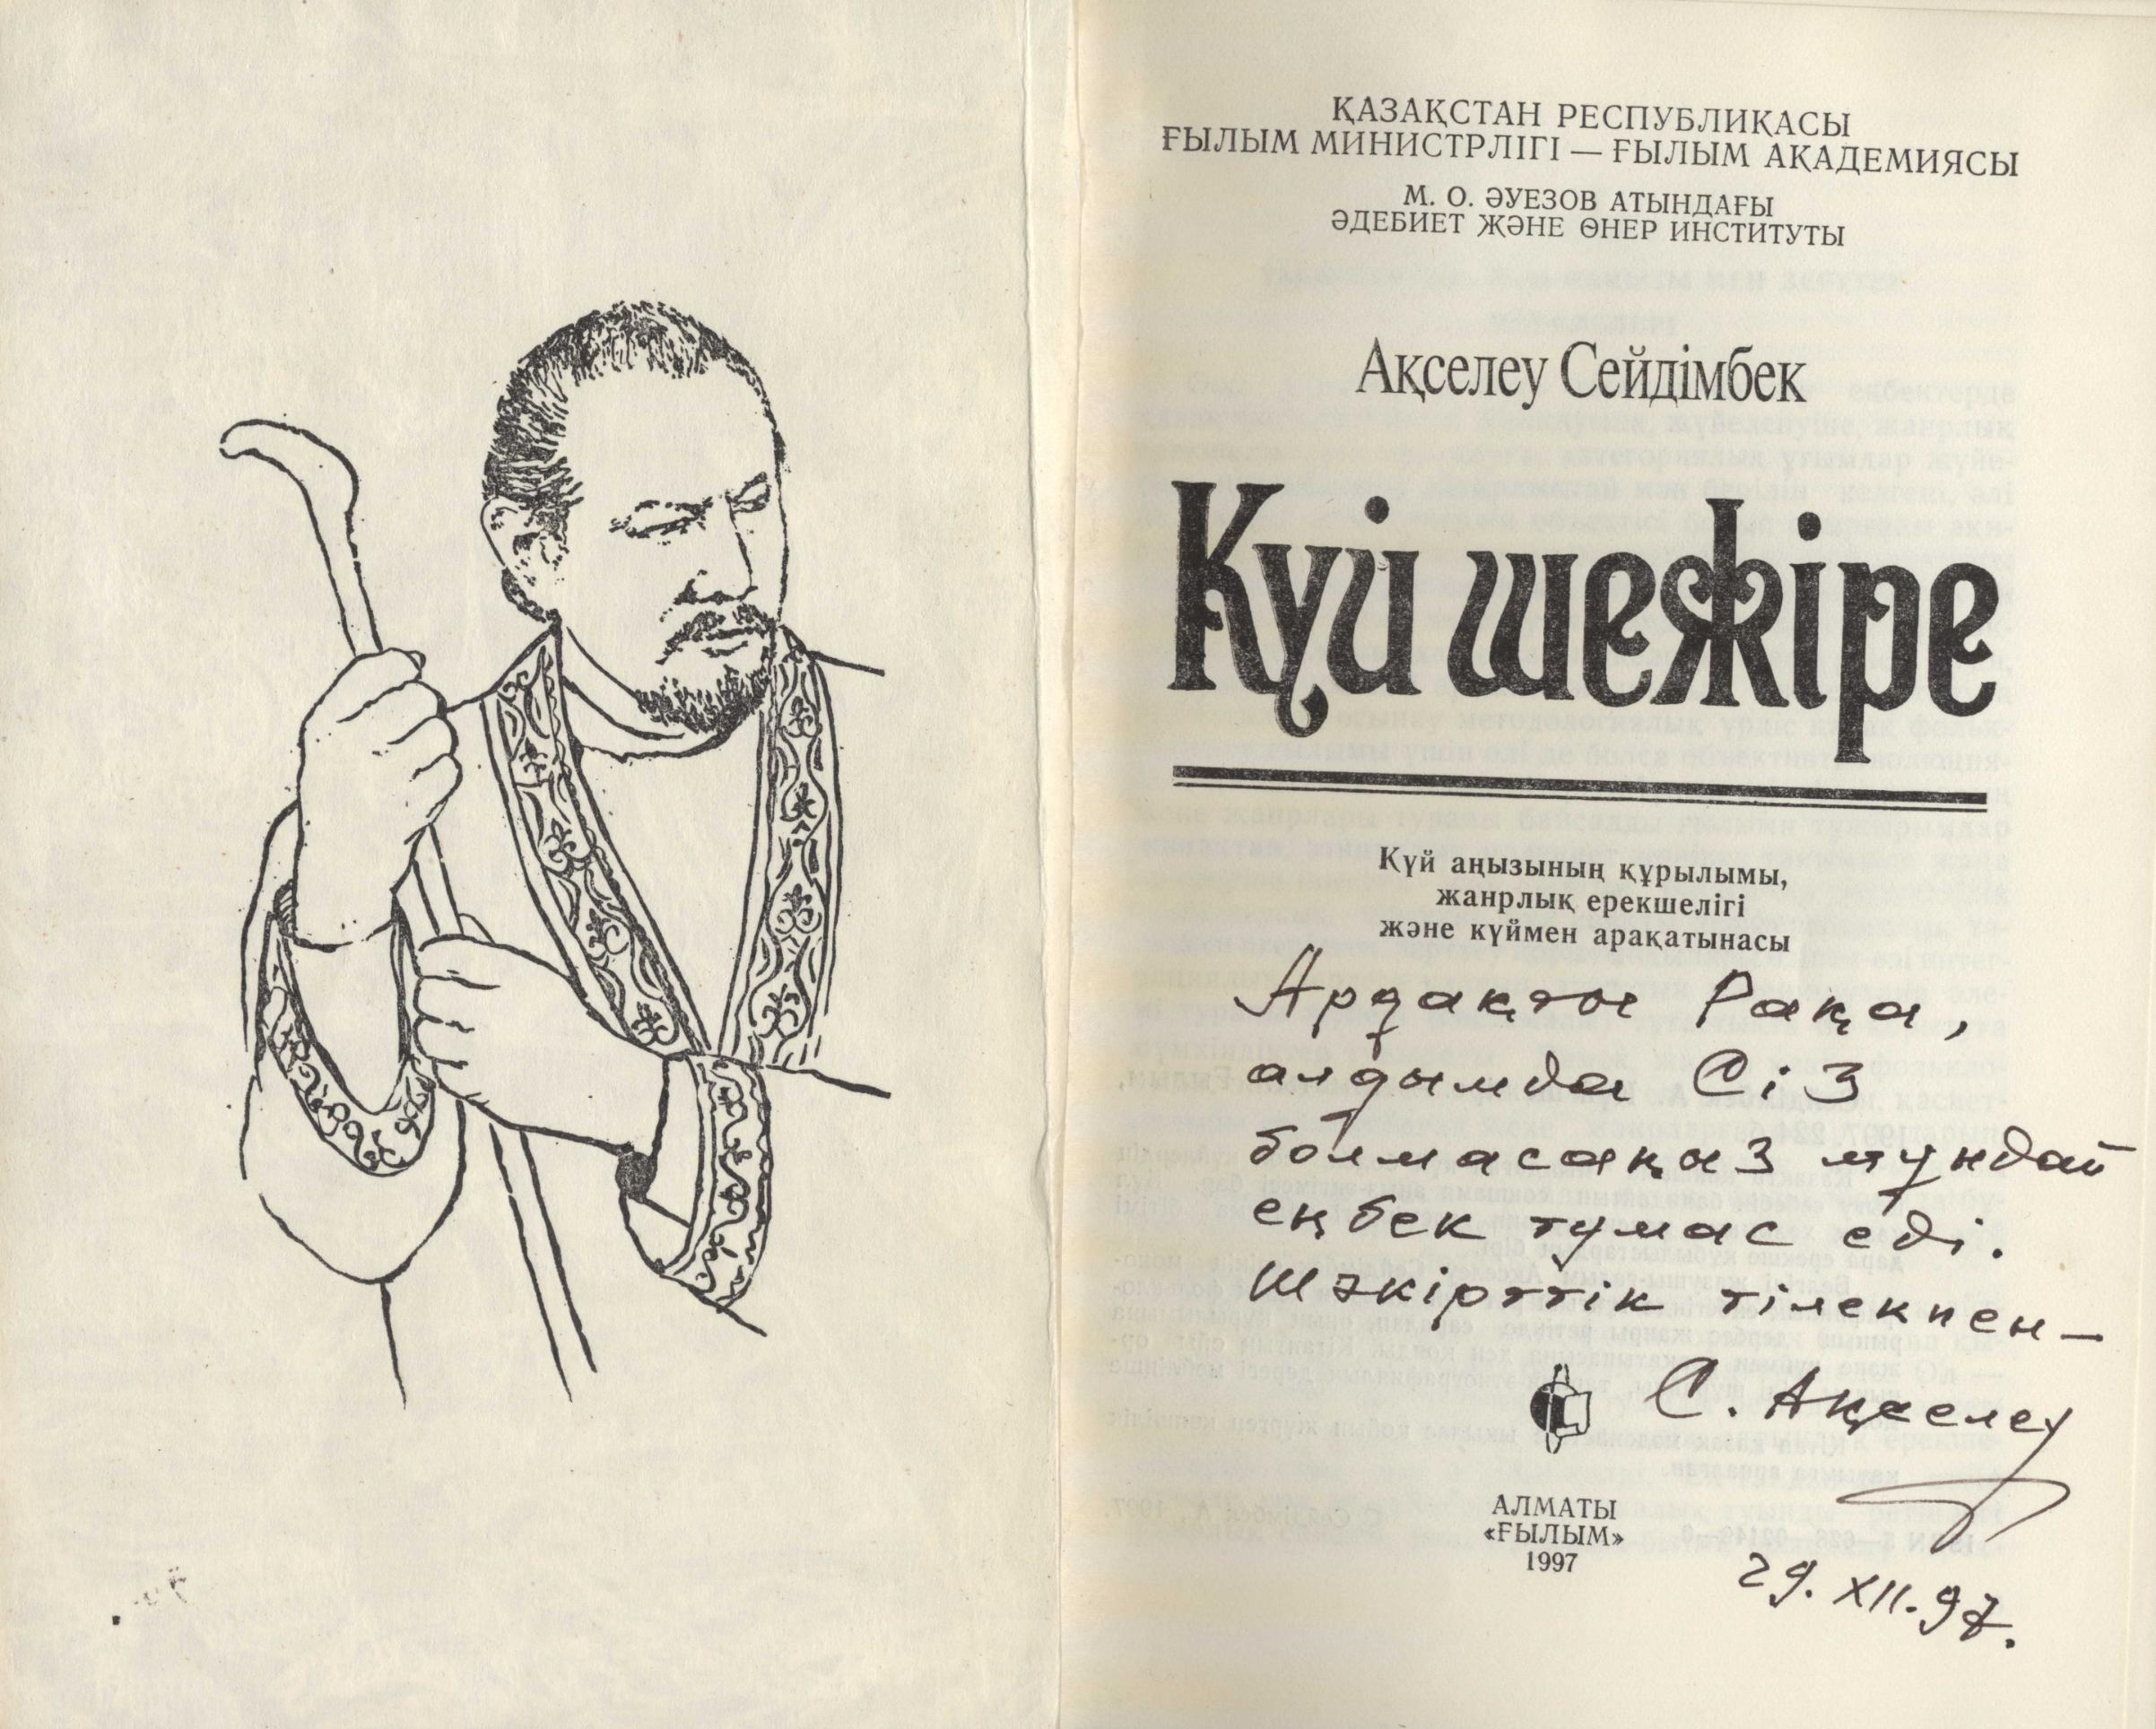 ҚАЗАҚСТАН РЕСПУБЛИКАСЫ
ҒЫЛЫМ МИНИСТРЛІГІ — ҒЫЛЫМ АКАДЕМИЯСЫ
М. О. ӘУЕЗОВ АТЫНДАҒЫ
ӘДЕБИЕТ ЖӘНЕ ӨНЕР ИНСТИТУТЫ
Ақселеу Сейдімбек
Күй шежіре
Күй аңызының құрылымы,
жанрлық ерекшелігі
және күймен арақатынасы
Ардақты Рақа,
алдымда Сіз
болмасаңыз мұндай
еңбек тумас еді.
Шәкірттік тілекпен —
С. Ақселеу
АЛМАТЫ
«ҒЫЛЫМ»
1997
29. XII. 97.